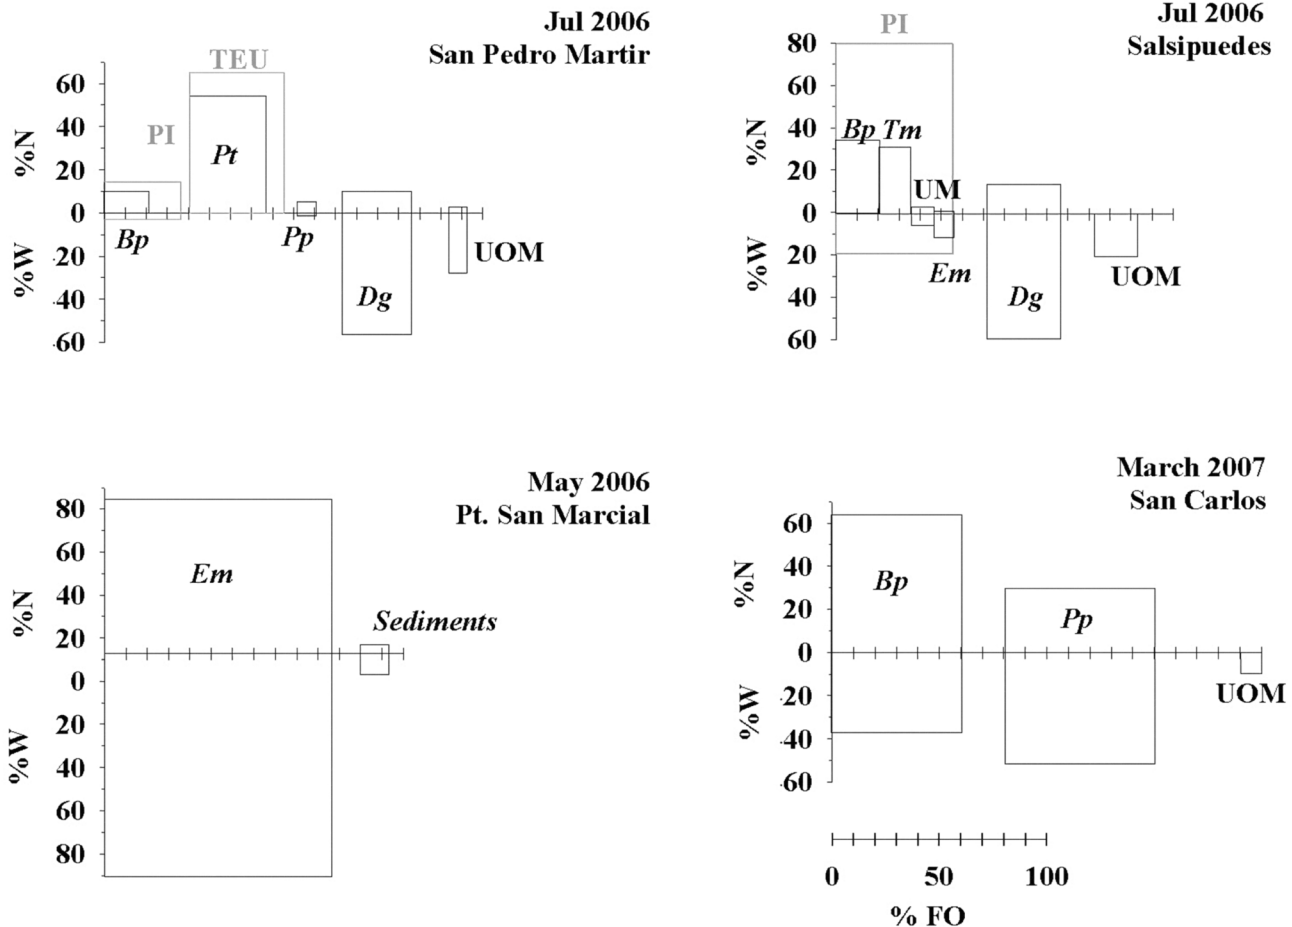 Jul 2006
San Pedro Martir
TEU
PI
Pt
60
40
20
0
20
40
60
%N
%W
Bp
Pp
Dg
UOM
Jul 2006
Salsipuedes
PI
80
60
40
20
0
20
40
60
%N
%W
Bp Tm
UM
Em
Dg
UOM
May 2006
Pt. San Marcial
80
60
40
20
0
20
40
60
80
%N
%W
Em
Sediments
March 2007
San Carlos
60
40
20
0
20
40
60
%N
%W
Bp
Pp
UOM
0 50 100
% FO